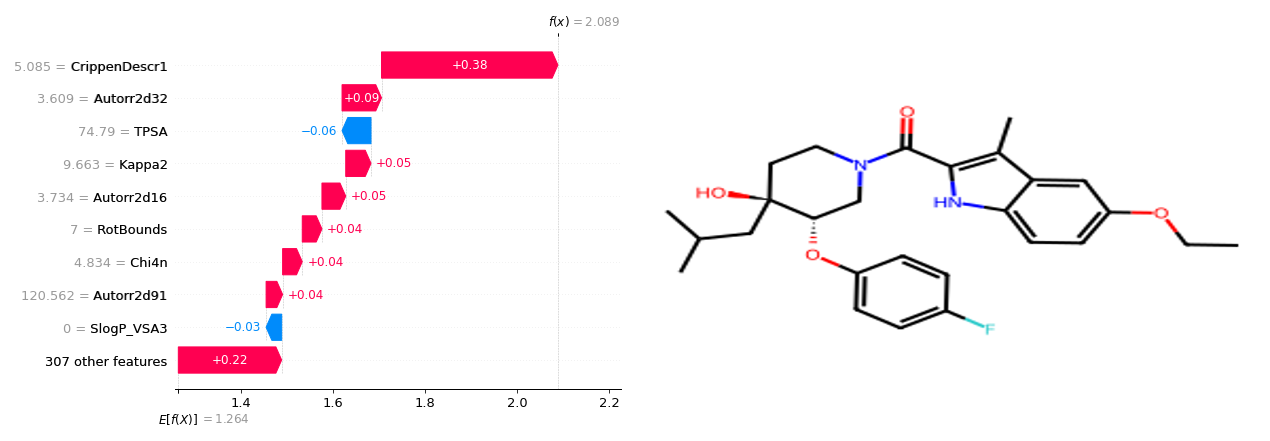 f(x) = 2.089
5.085 = CrippenDescr1
+0.38
3.609 = Autorr2d32
+0.09
74.79 = TPSA
−0.06
9.663 = Kappa2
+0.05
3.734 = Autorr2d16
+0.05
7 = RotBounds
+0.04
4.834 = Chi4n
+0.04
120.562 = Autorr2d91
+0.04
0 = SlogP_VSA3
−0.03
307 other features
+0.22
1.4 1.6 1.8 2.0 2.2
E[f(X)] = 1.264
O
N
HO
HN
O
O
F